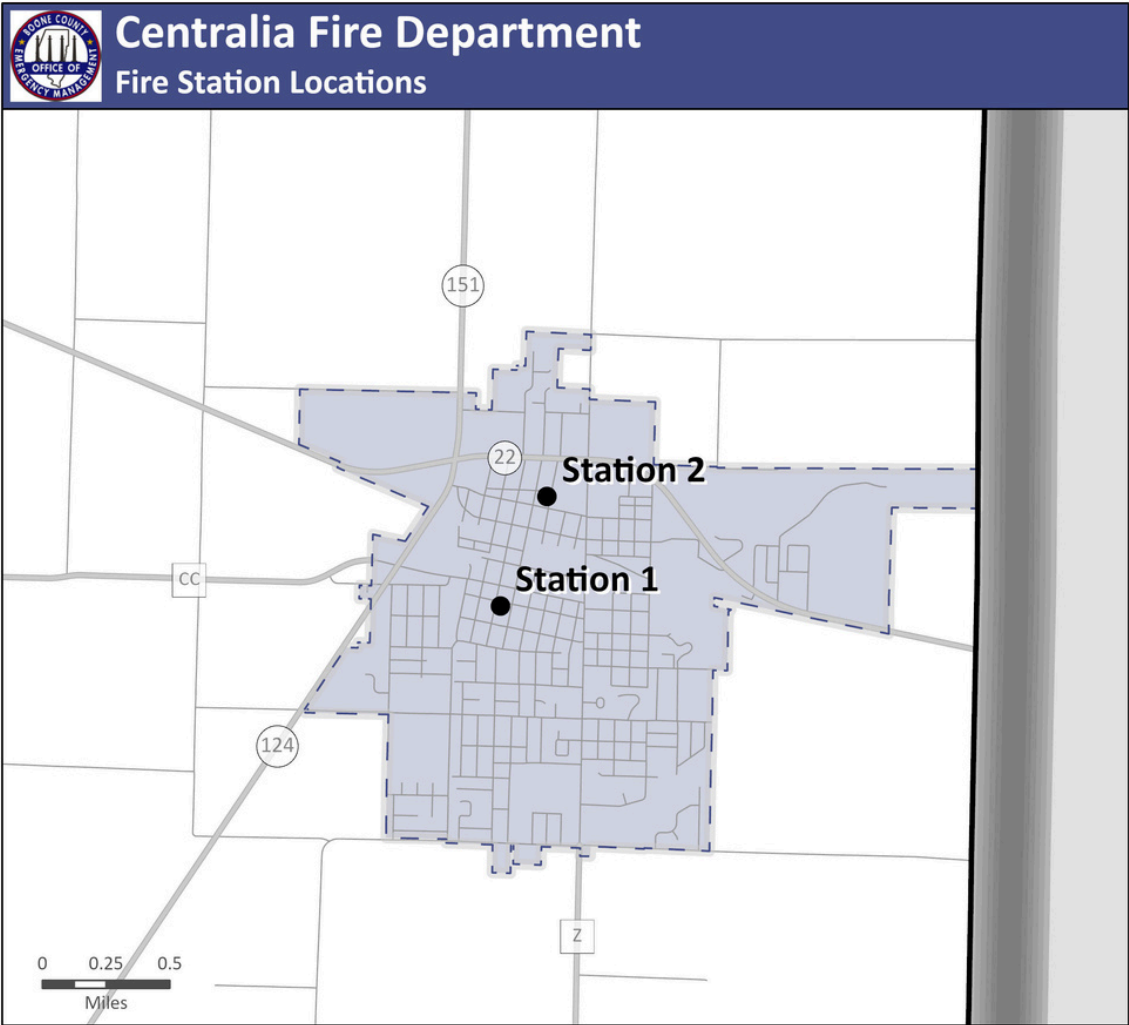 BOONE COUNTY
OFFICE OF
EMERGENCY MANAGEMENT
Centralia Fire Department
Fire Station Locations
151
22
Station 2
CC
Station 1
124
Z
0 0.25 0.5
Miles